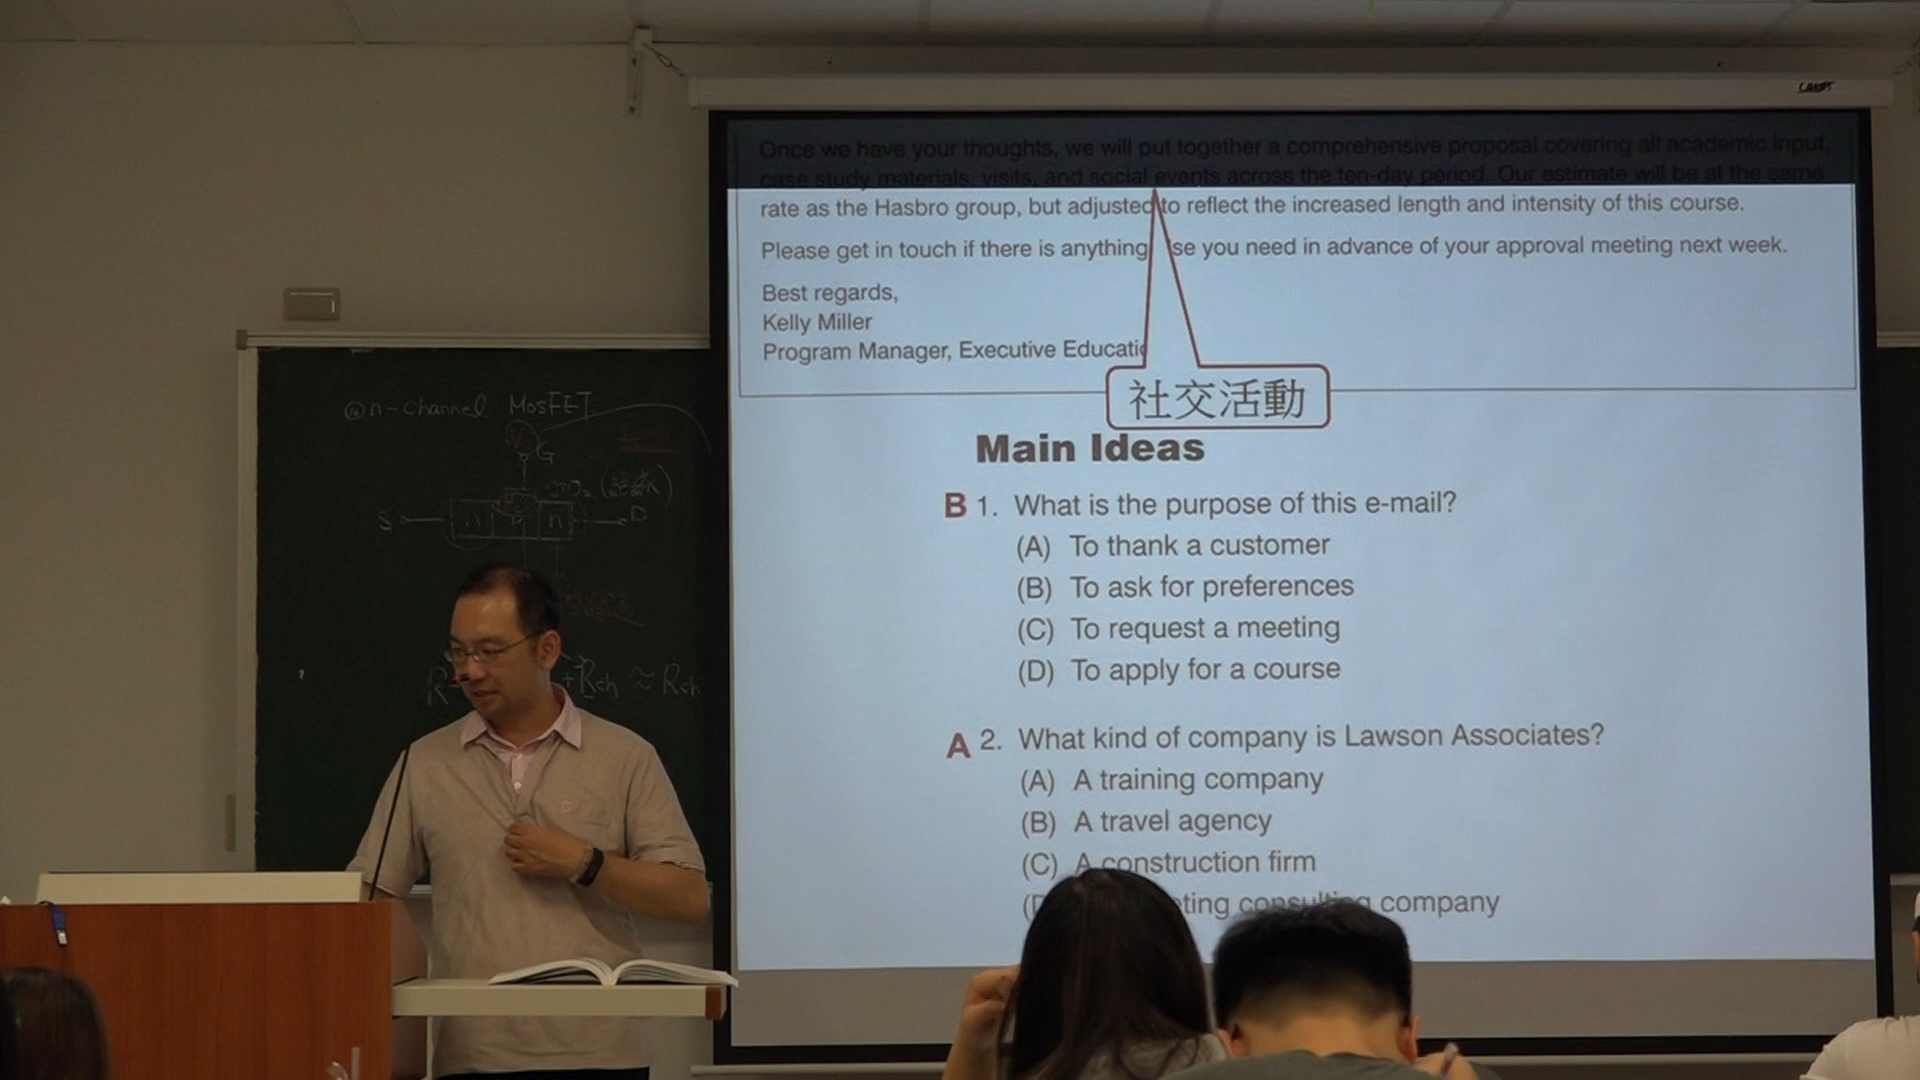 Once we have your thoughts, we will put together a comprehensive proposal covering all academic input,
case study materials, visits, and social events across the ten-day period. Our estimate will be at the same
rate as the Hasbro group, but adjusted to reflect the increased length and intensity of this course.
Please get in touch if there is anything se you need in advance of your approval meeting next week.
Best regards,
Kelly Miller
Program Manager, Executive Educatio
社交活動
Main Ideas
B 1. What is the purpose of this e-mail?
(A) To thank a customer
(B) To ask for preferences
(C) To request a meeting
(D) To apply for a course
A 2. What kind of company is Lawson Associates?
(A) A training company
(B) A travel agency
(C) A construction firm
ting consulting company
n-channel MOSFET
G
S n p n D
R +Rch ≈ Rch